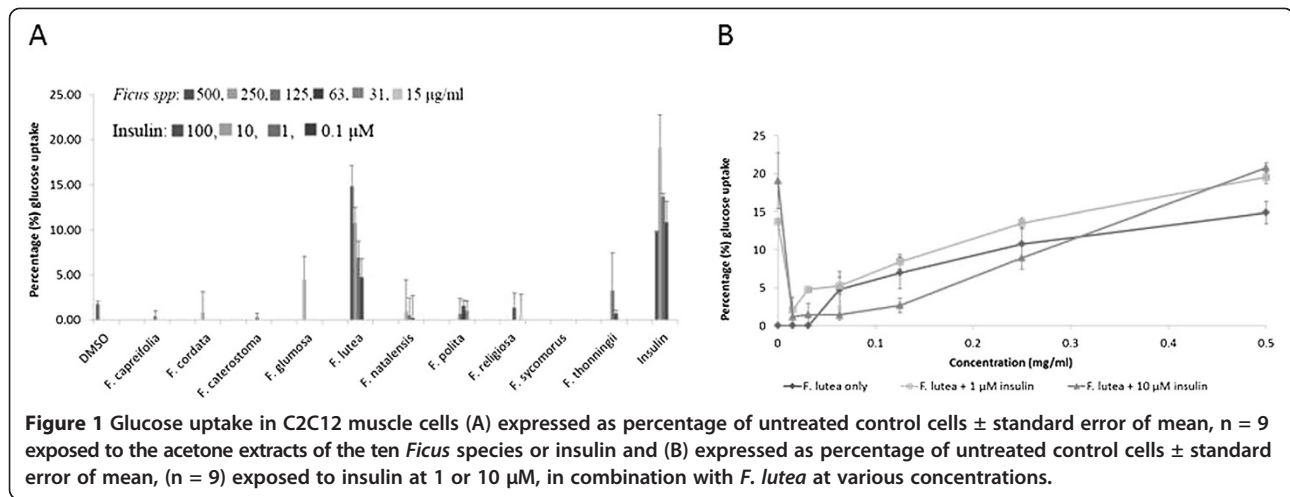 A
B
Ficus spp: 500, 250, 125, 63, 31, 15 µg/ml
Insulin: 100, 10, 1, 0.1 µM
Percentage (%) glucose uptake
25.00
20.00
15.00
10.00
5.00
0.00
DMSO
F. capreifolia
F. cordata
F. caterostoma
F. glumosa
F. lutea
F. natalensis
F. polita
F. religiosa
F. sycomorus
F. thonningii
Insulin
Percentage (%) glucose uptake
25
20
15
10
5
0
0
0.1
0.2
0.3
0.4
0.5
Concentration (mg/ml)
F. lutea only
F. lutea + 1 µM insulin
F. lutea + 10 µM insulin
Figure 1 Glucose uptake in C2C12 muscle cells (A) expressed as percentage of untreated control cells ± standard error of mean, n = 9
exposed to the acetone extracts of the ten Ficus species or insulin and (B) expressed as percentage of untreated control cells ± standard
error of mean, (n = 9) exposed to insulin at 1 or 10 µM, in combination with F. lutea at various concentrations.